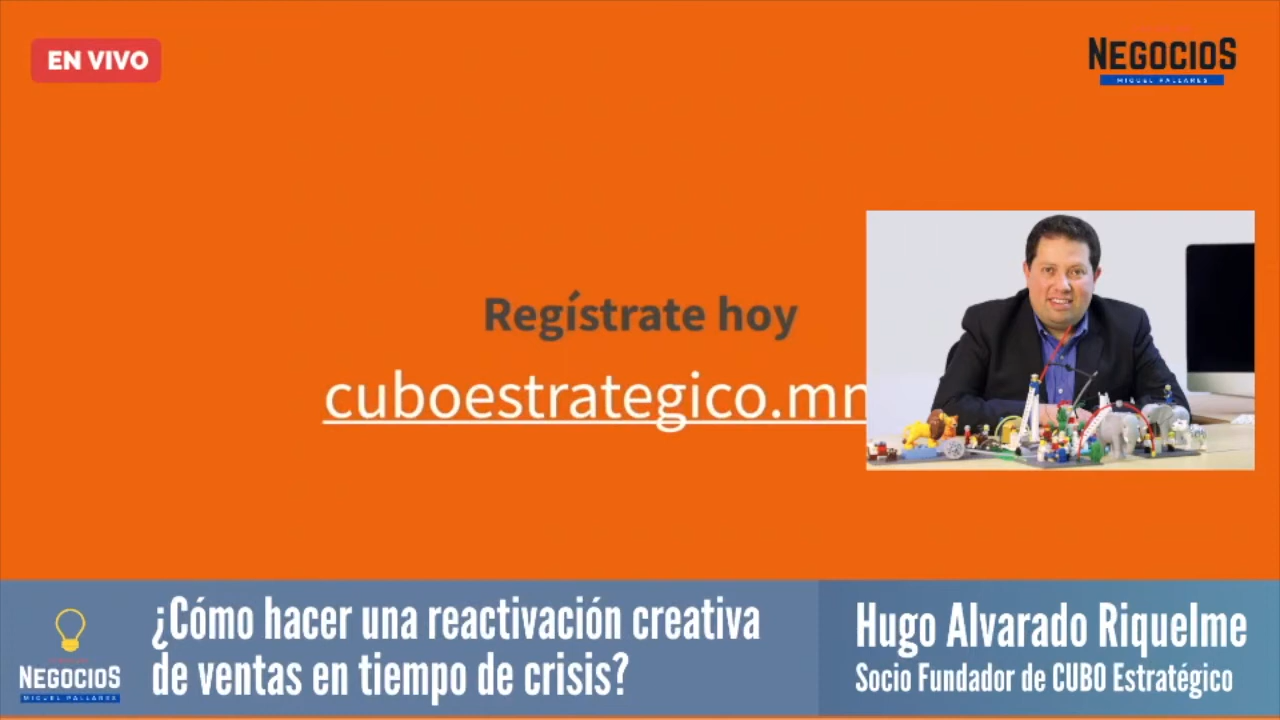 EN VIVO
NEGOCIOS
MIGUEL PALLARES
Regístrate hoy
cuboestrategico.mn
¿Cómo hacer una reactivación creativa
de ventas en tiempo de crisis?
Hugo Alvarado Riquelme
Socio Fundador de CUBO Estratégico
NEGOCIOS
MIGUEL PALLARES